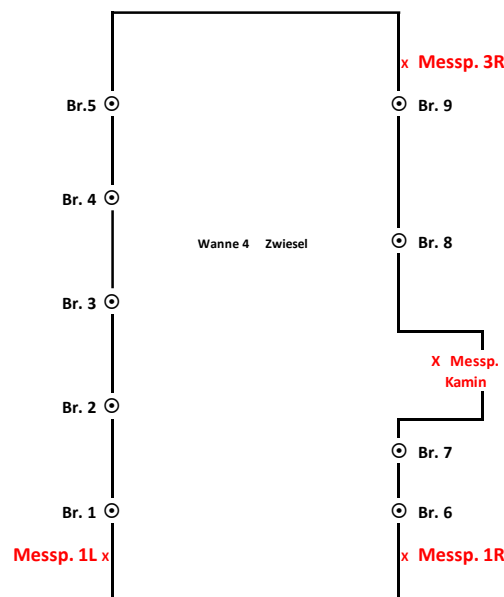 x Messp. 3R
Br.5
Br. 9
Br. 4
Wanne 4 Zwiesel
Br. 8
Br. 3
X Messp.
Kamin
Br. 2
Br. 7
Br. 1
Br. 6
Messp. 1L x
x Messp. 1R